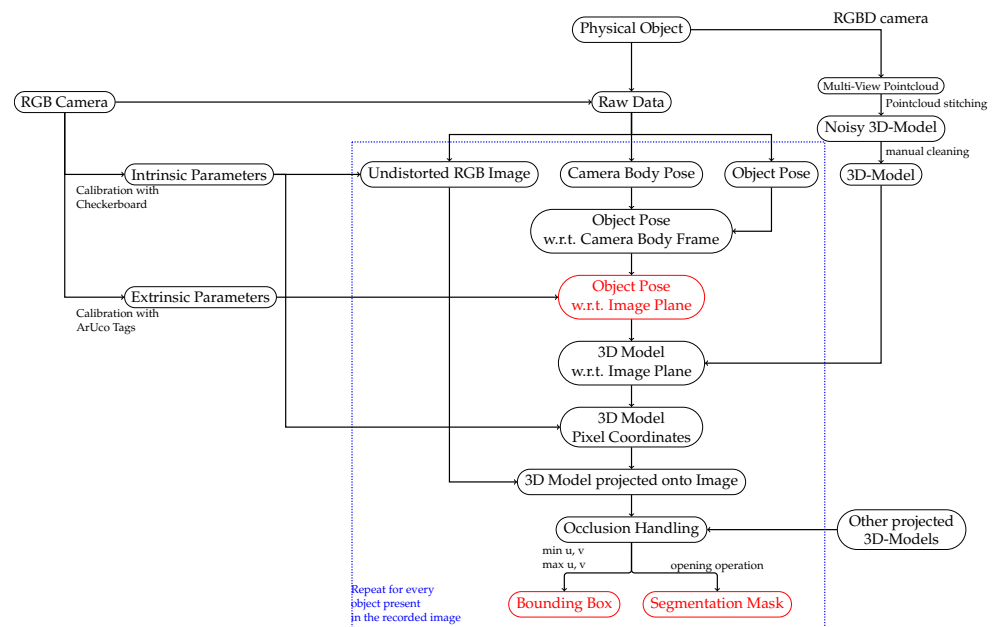 RGBD camera
Physical Object
Multi-View Pointcloud
RGB Camera
Raw Data
Pointcloud stitching
Noisy 3D-Model
manual cleaning
Intrinsic Parameters
Undistorted RGB Image
Camera Body Pose
Object Pose
3D-Model
Calibration with
Checkerboard
Object Pose
w.r.t. Camera Body Frame
Object Pose
w.r.t. Image Plane
Extrinsic Parameters
Calibration with
ArUco Tags
3D Model
w.r.t. Image Plane
3D Model
Pixel Coordinates
3D Model projected onto Image
Occlusion Handling
Other projected
3D-Models
min u, v
max u, v
opening operation
Repeat for every
object present
in the recorded image
Bounding Box
Segmentation Mask